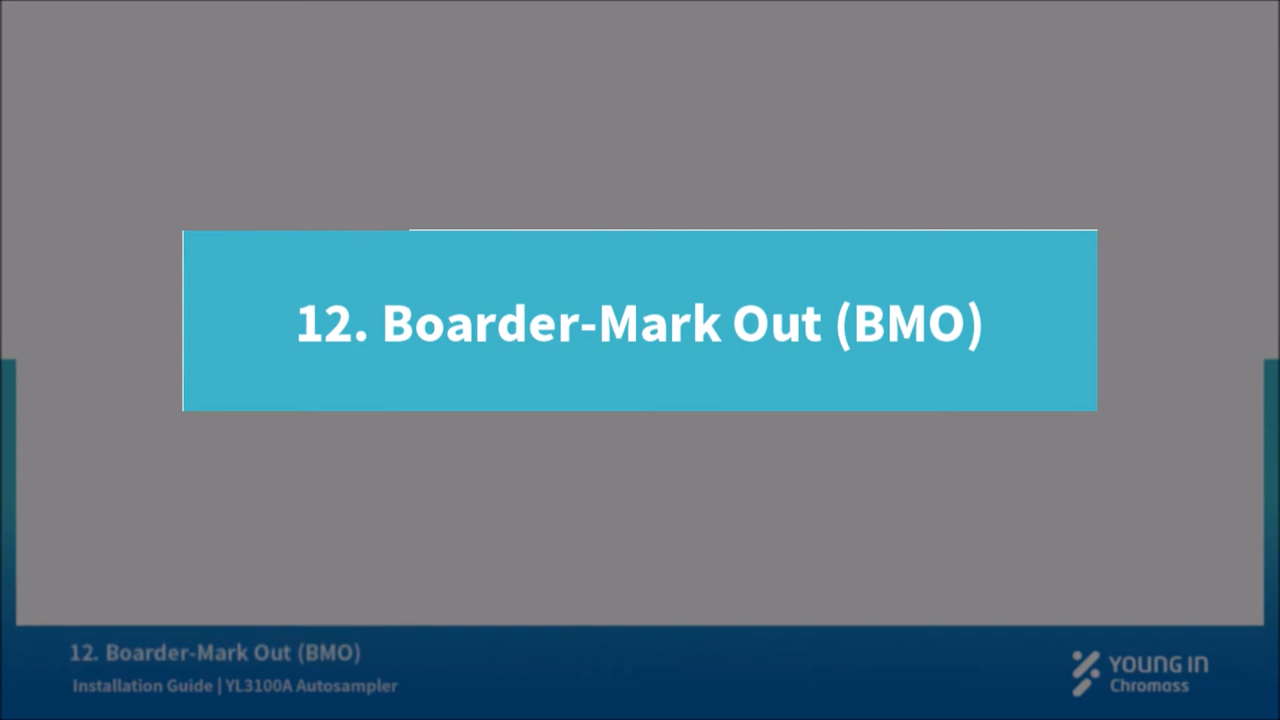 12. Boarder-Mark Out (BMO)
12. Boarder-Mark Out (BMO)
Installation Guide | YL3100A Autosampler
YOUNG IN
Chromass